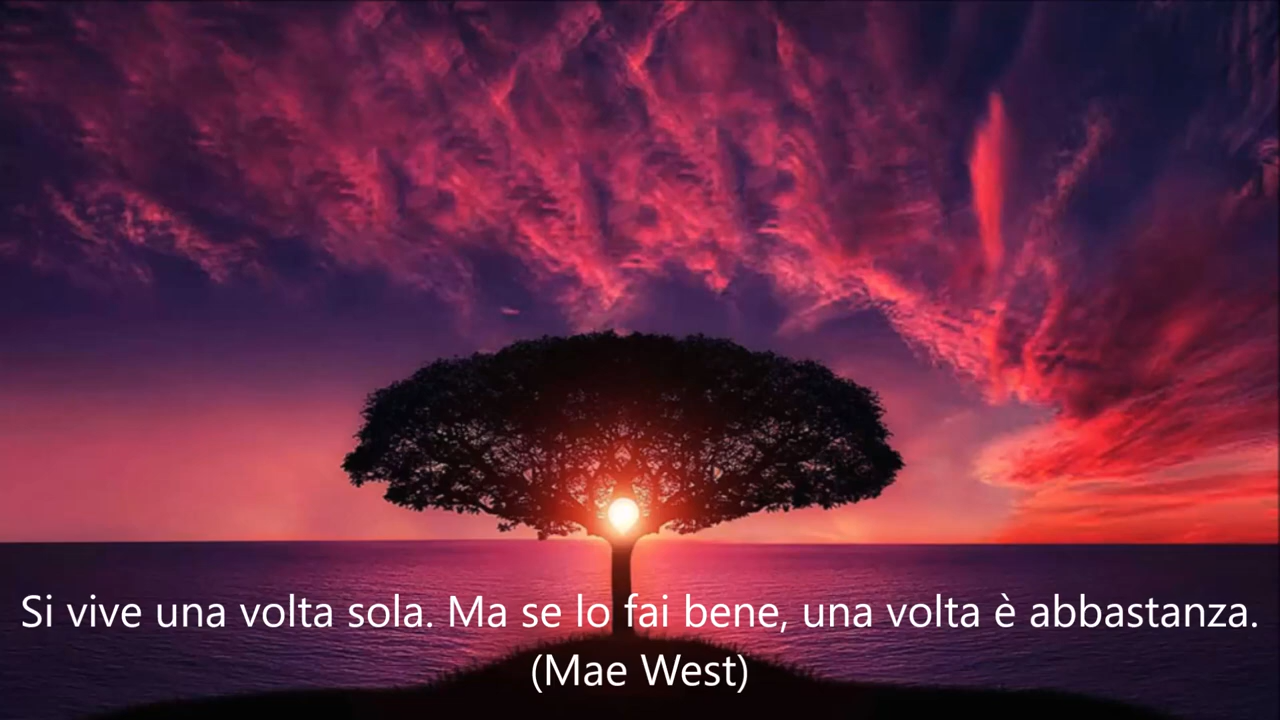 Si vive una volta sola. Ma se lo fai bene, una volta è abbastanza.
(Mae West)